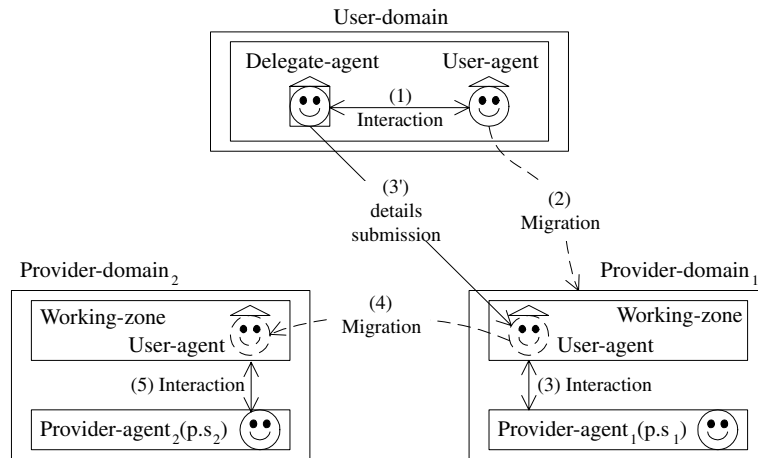 User-domain
Delegate-agent
User-agent
(1)
Interaction
(3')
details
submission
(2)
Migration
Provider-domain2
Provider-domain1
Working-zone
User-agent
(4)
Migration
Working-zone
User-agent
(5) Interaction
(3) Interaction
Provider-agent2(p.s2)
Provider-agent1(p.s1)